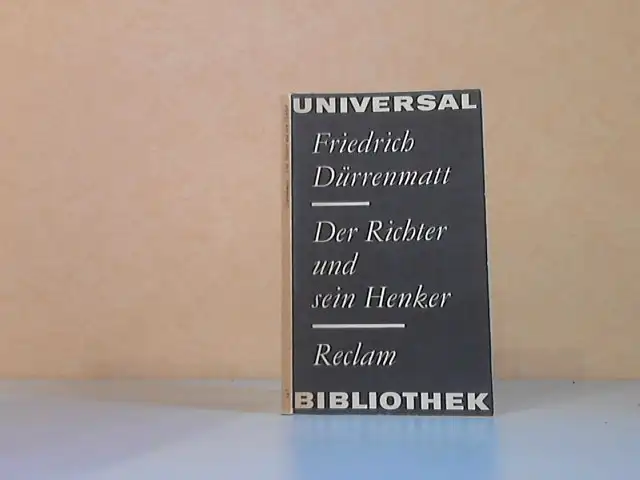 UNIVERSAL
Friedrich
Dürrenmatt
Der Richter
und
sein Henker
Reclam
BIBLIOTHEK